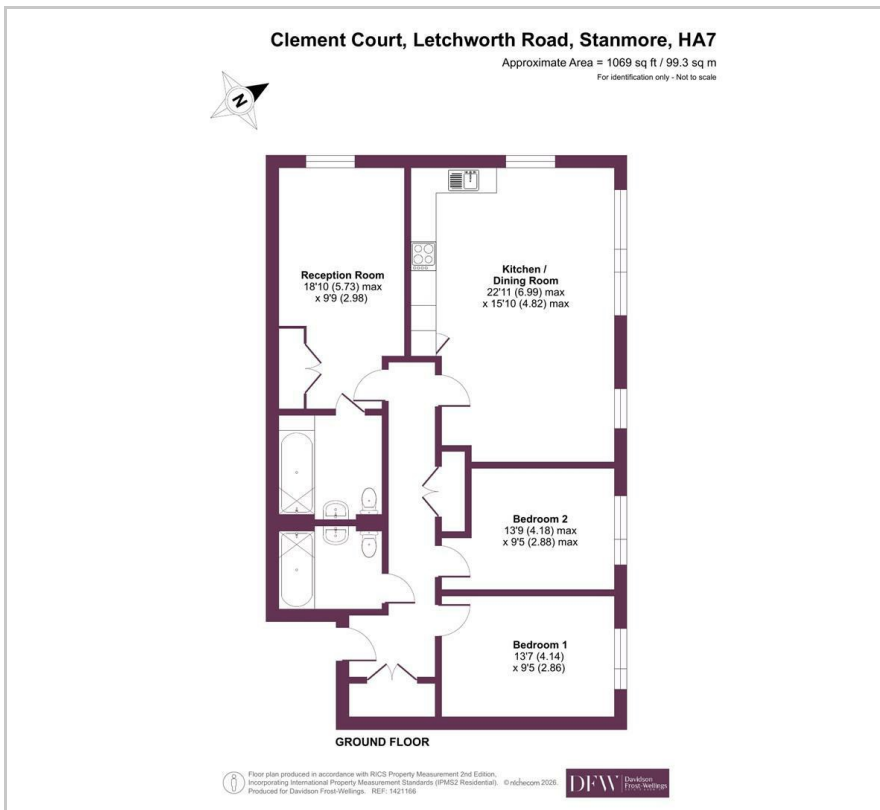 Clement Court, Letchworth Road, Stanmore, HA7
Approximate Area = 1069 sq ft / 99.3 sq m
For identification only - Not to scale
N
Reception Room
18'10 (5.73) max
x 9'9 (2.98)
Kitchen /
Dining Room
22'11 (6.99) max
x 15'10 (4.82) max
Bedroom 2
13'9 (4.18) max
x 9'5 (2.88) max
Bedroom 1
13'7 (4.14)
x 9'5 (2.86)
GROUND FLOOR
Floor plan produced in accordance with RICS Property Measurement 2nd Edition,
Incorporating International Property Measurement Standards (IPMS2 Residential). © nichecom 2026.
Produced for Davidson Frost-Wellings. REF: 1421166
DFW Davidson
Frost-Wellings